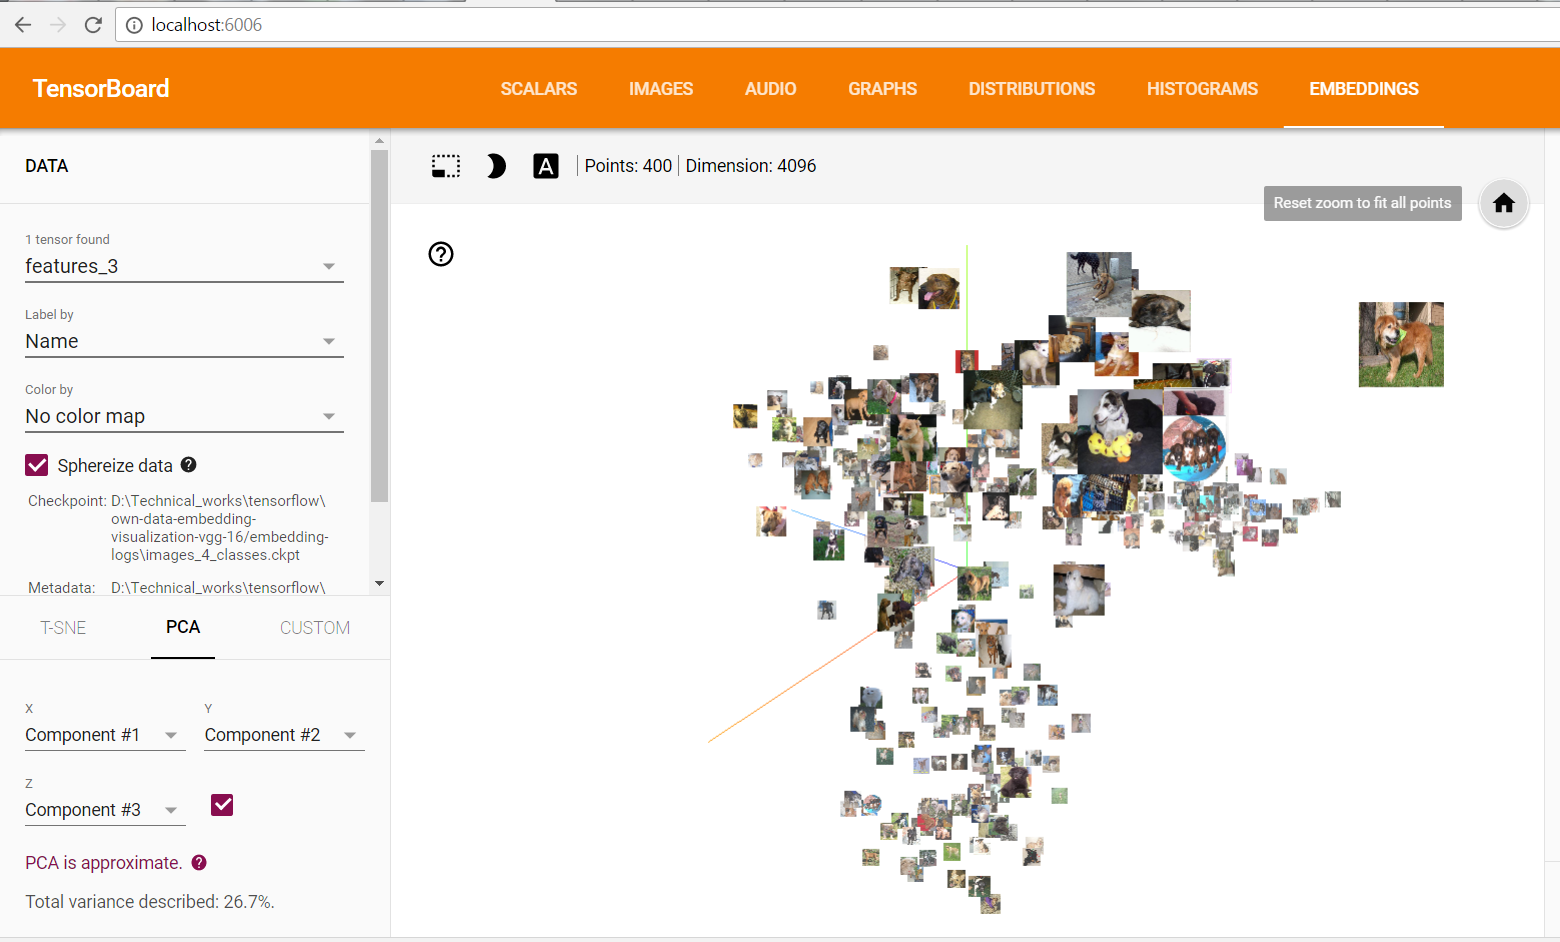 localhost:6006
TensorBoard
SCALARS IMAGES AUDIO GRAPHS DISTRIBUTIONS HISTOGRAMS EMBEDDINGS
DATA
A Points: 400 Dimension: 4096
Reset zoom to fit all points
1 tensor found
features_3
Label by
Name
Color by
No color map
Sphereize data ?
Checkpoint: D:\Technical_works\tensorflow\
own-data-embedding-
visualization-vgg-16/embedding-
logs\images_4_classes.ckpt
Metadata: D:\Technical_works\tensorflow\
T-SNE PCA CUSTOM
X Y
Component #1 Component #2
Z
Component #3
PCA is approximate. ?
Total variance described: 26.7%.